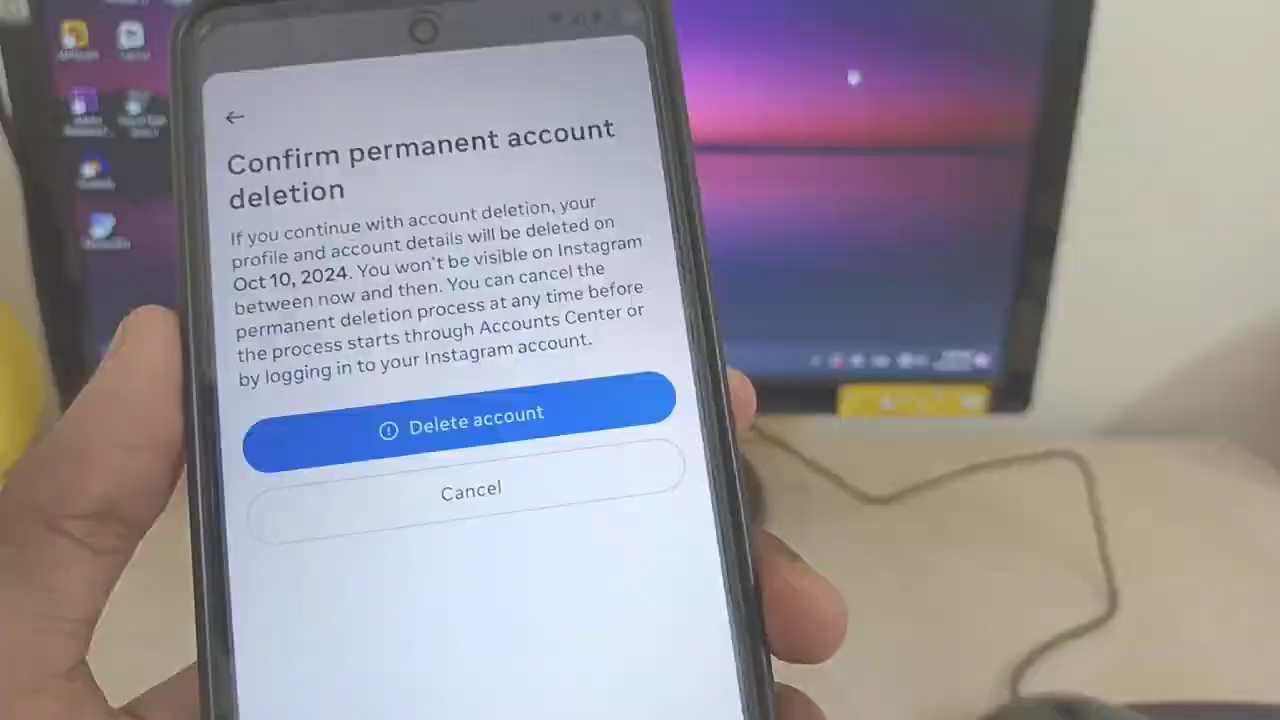 Confirm permanent account
deletion
If you continue with account deletion, your
profile and account details will be deleted on
Oct 10, 2024. You won't be visible on Instagram
between now and then. You can cancel the
permanent deletion process at any time before
the process starts through Accounts Center or
by logging in to your Instagram account.
Delete account
Cancel